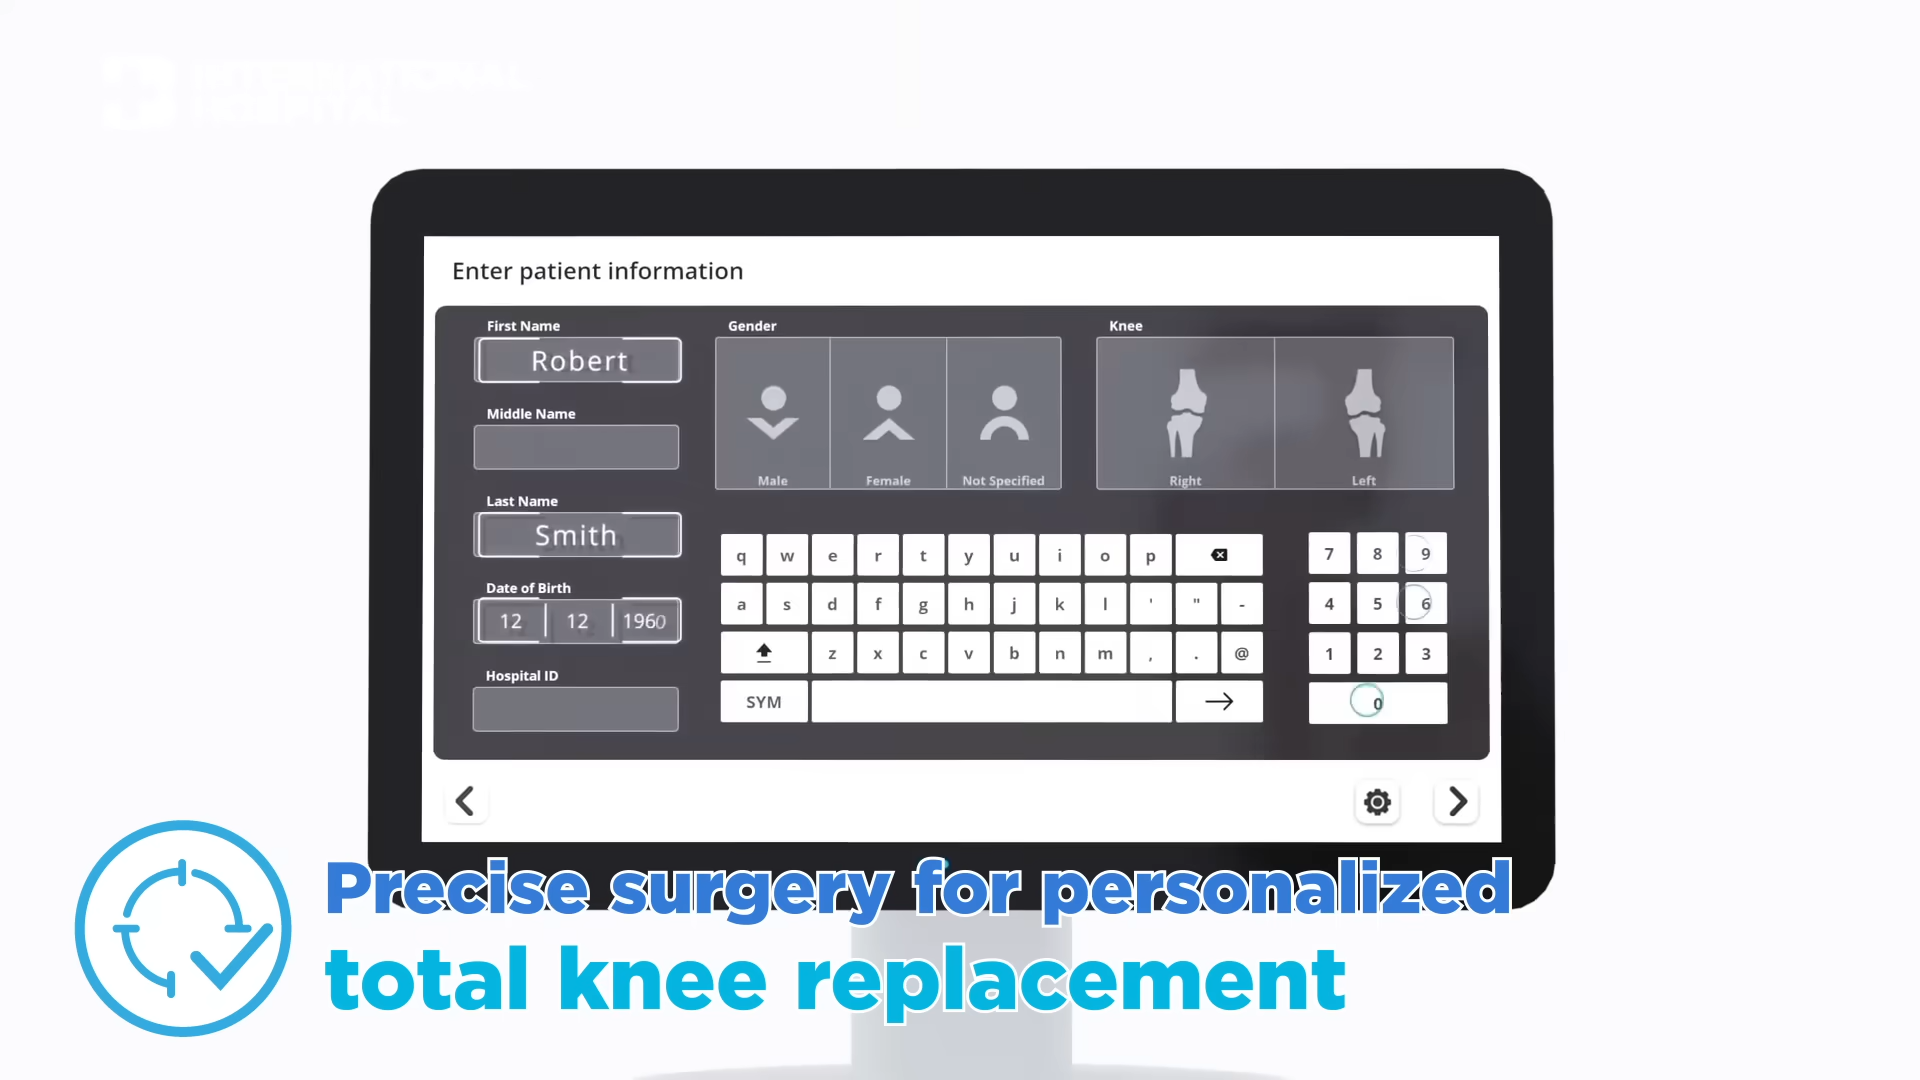 INTERNATIONAL
HOSPITAL
Enter patient information
First Name
Robert
Middle Name
Last Name
Smith
Date of Birth
12 12 1960
Hospital ID
Gender
Male Female Not Specified
Knee
Right Left
q w e r t y u i o p
a s d f g h j k l ' " -
z x c v b n m , . @
SYM
7 8 9
4 5 6
1 2 3
0
Precise surgery for personalized
total knee replacement